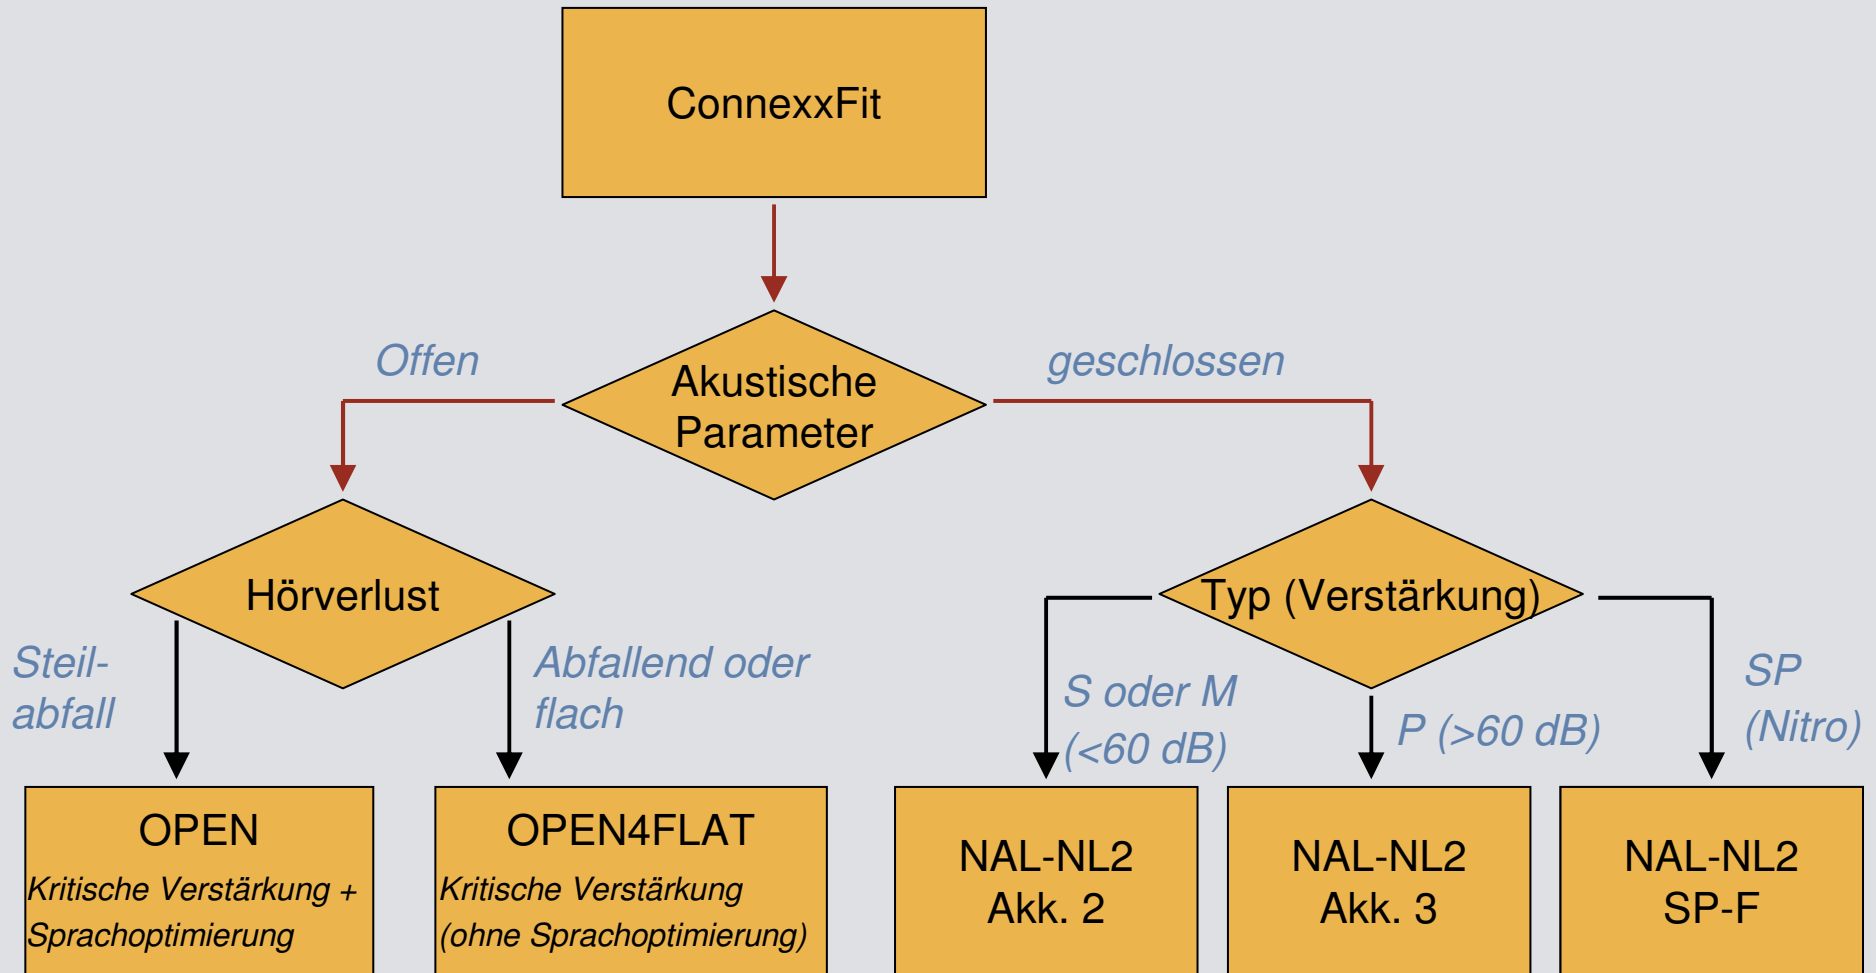 ConnexxFit
Offen
geschlossen
Akustische
Parameter
Hörverlust
Typ (Verstärkung)
Steil-
abfall
Abfallend oder
flach
S oder M
(<60 dB)
P (>60 dB)
SP
(Nitro)
OPEN
Kritische Verstärkung +
Sprachoptimierung
OPEN4FLAT
Kritische Verstärkung
(ohne Sprachoptimierung)
NAL-NL2
Akk. 2
NAL-NL2
Akk. 3
NAL-NL2
SP-F